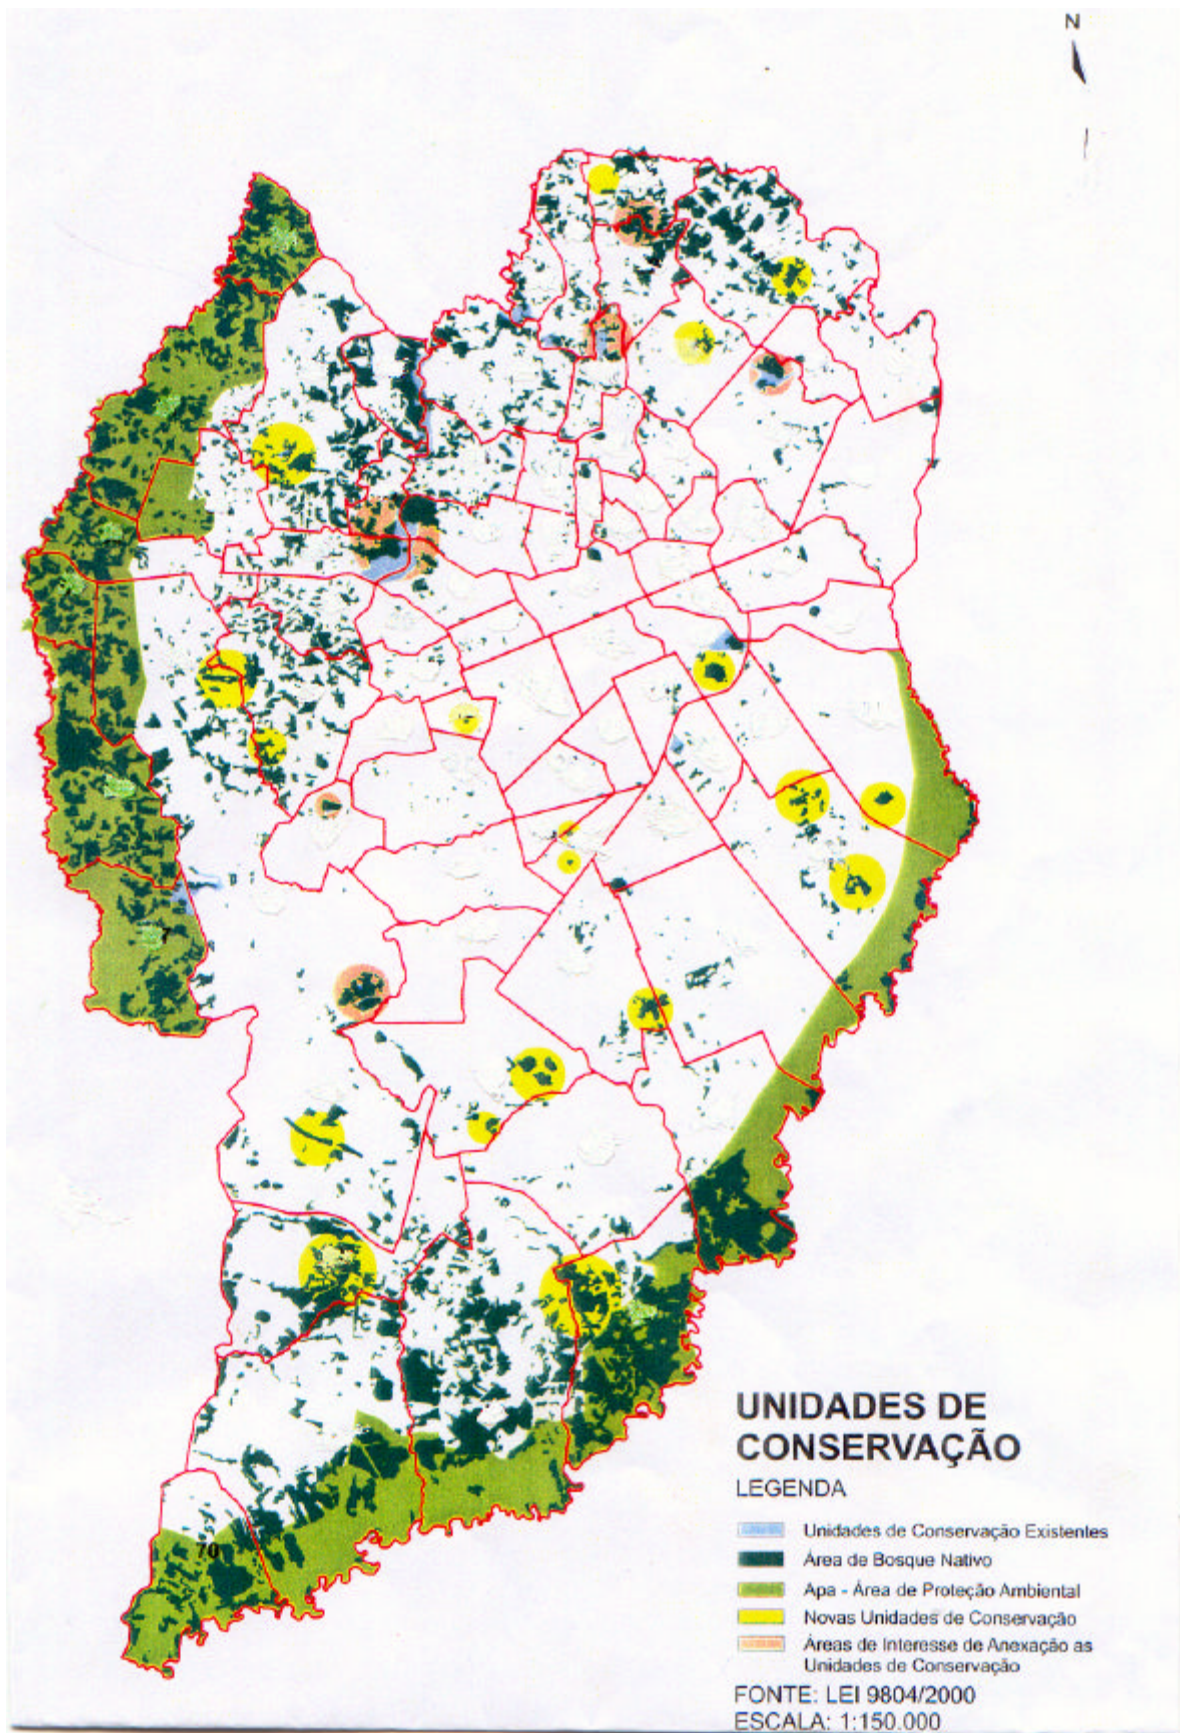 N
70
UNIDADES DE
CONSERVAÇÃO
LEGENDA
Unidades de Conservação Existentes
Área de Bosque Nativo
Apa - Área de Proteção Ambiental
Novas Unidades de Conservação
Áreas de Interesse de Anexação as
Unidades de Conservação
FONTE: LEI 9804/2000
ESCALA: 1:150.000